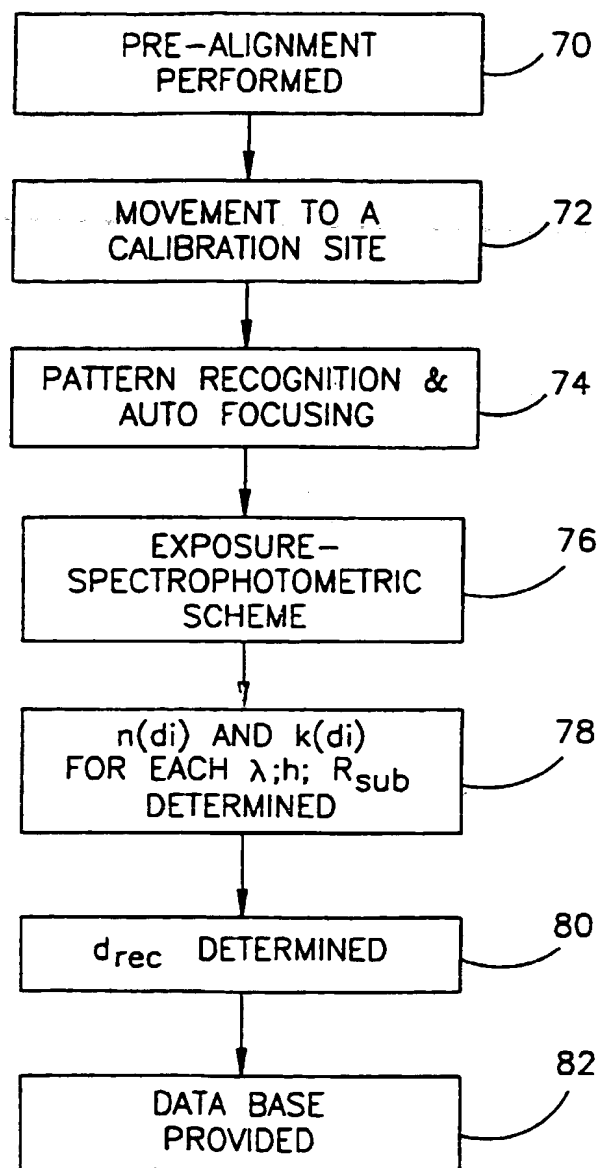 PRE-ALIGNMENT
PERFORMED
70
MOVEMENT TO A
CALIBRATION SITE
72
PATTERN RECOGNITION &
AUTO FOCUSING
74
EXPOSURE-
SPECTROPHOTOMETRIC
SCHEME
76
n(di) AND k(di)
FOR EACH λ;h; Rsub
DETERMINED
78
drec DETERMINED
80
DATA BASE
PROVIDED
82